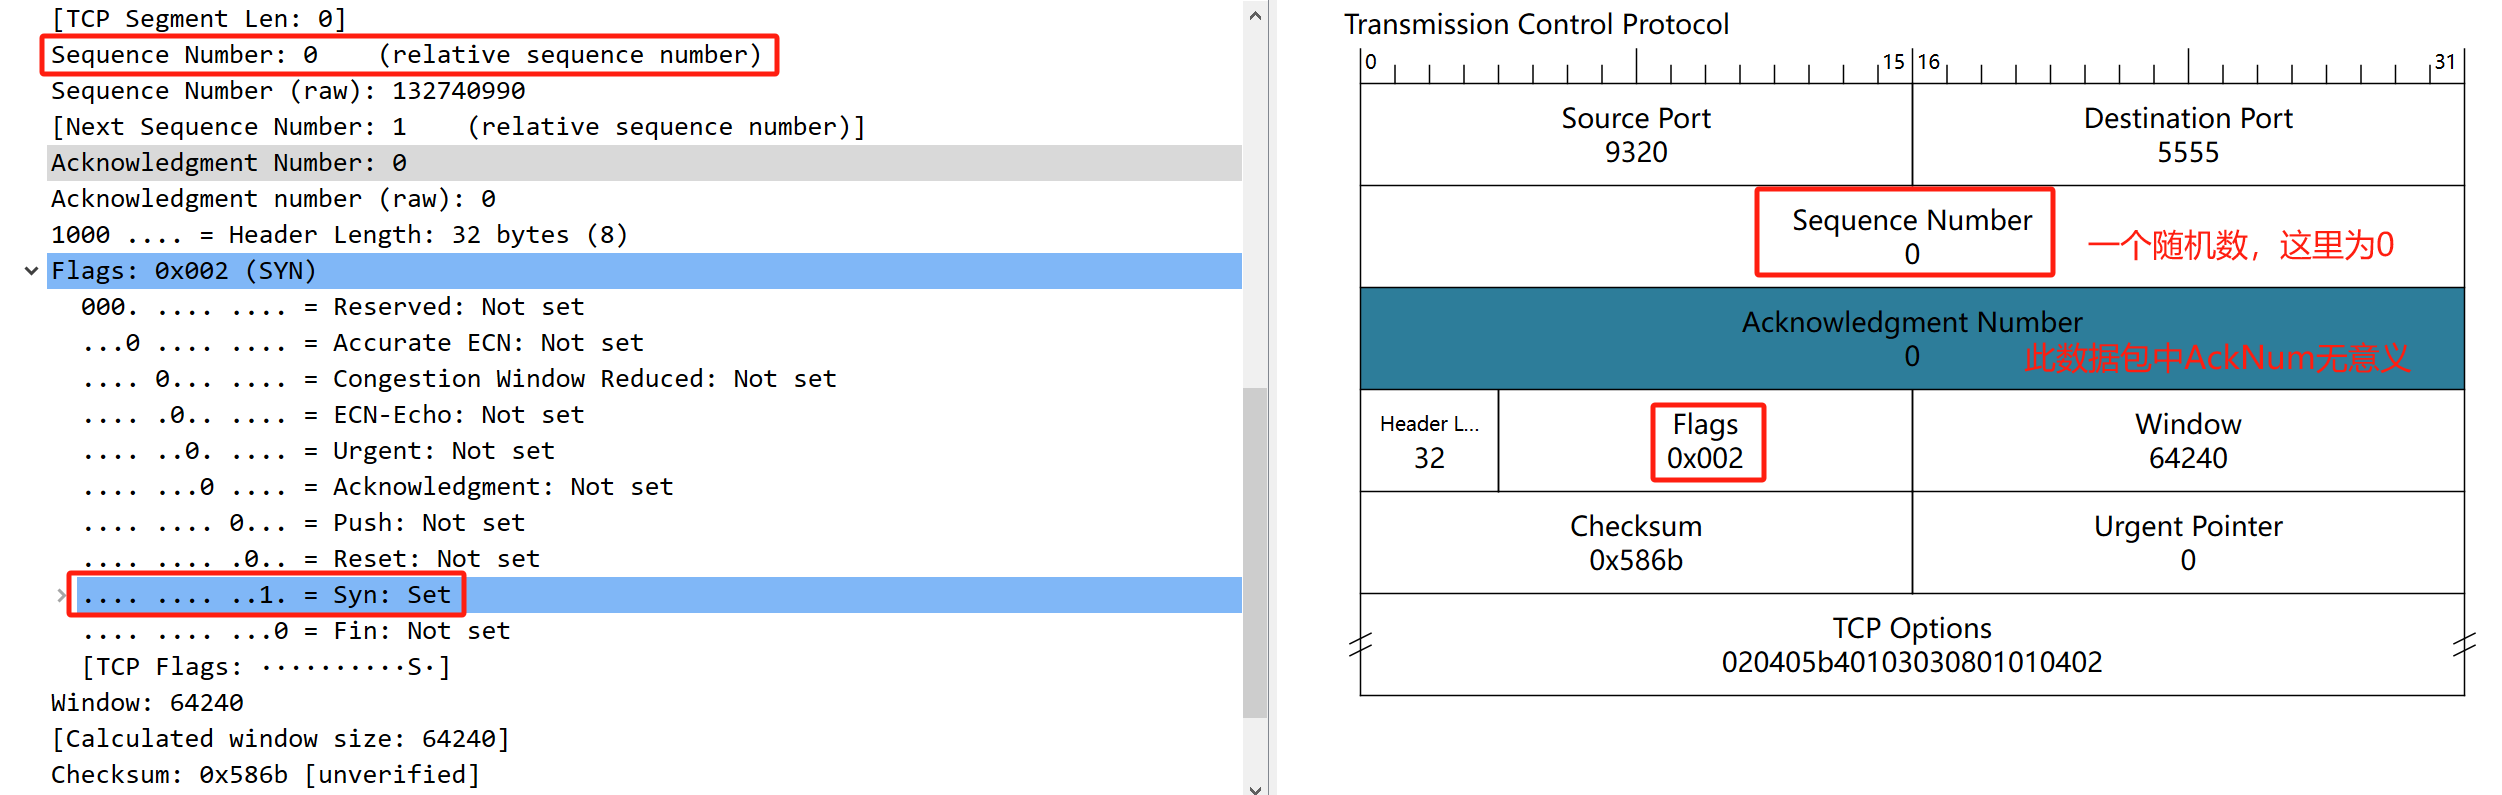 [TCP Segment Len: 0]
Sequence Number: 0    (relative sequence number)
Sequence Number (raw): 132740990
[Next Sequence Number: 1    (relative sequence number)]
Acknowledgment Number: 0
Acknowledgment number (raw): 0
1000 .... = Header Length: 32 bytes (8)
Flags: 0x002 (SYN)
000. .... .... = Reserved: Not set
...0 .... .... = Accurate ECN: Not set
.... 0... .... = Congestion Window Reduced: Not set
.... .0.. .... = ECN-Echo: Not set
.... ..0. .... = Urgent: Not set
.... ...0 .... = Acknowledgment: Not set
.... .... 0... = Push: Not set
.... .... .0.. = Reset: Not set
.... .... ..1. = Syn: Set
.... .... ...0 = Fin: Not set
[TCP Flags: ··········S·]
Window: 64240
[Calculated window size: 64240]
Checksum: 0x586b [unverified]
Transmission Control Protocol
0 15 16 31
Source Port
9320
Destination Port
5555
Sequence Number
0
一个随机数，这里为0
Acknowledgment Number
0
此数据包中AckNum无意义
Header L...
32
Flags
0x002
Window
64240
Checksum
0x586b
Urgent Pointer
0
TCP Options
020405b40103030801010402